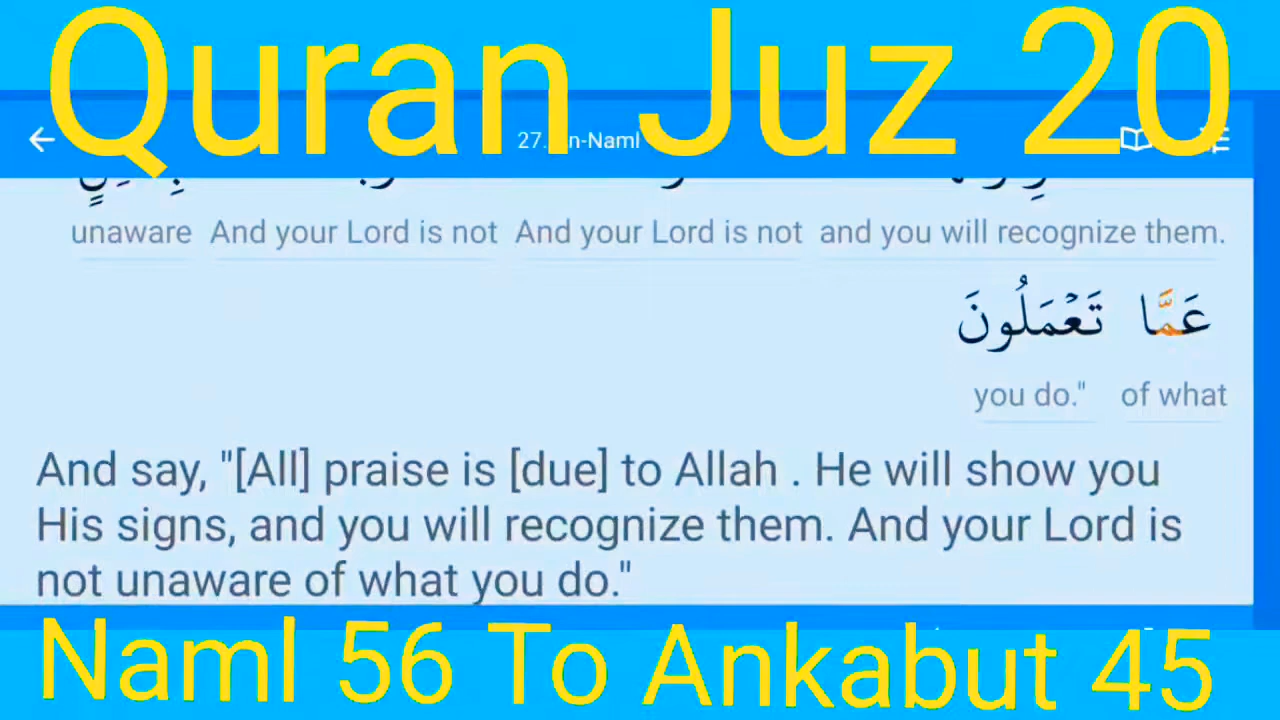 Quran Juz 20
27. n-Naml
unaware And your Lord is not And your Lord is not and you will recognize them.
عَمَّا تَعْمَلُونَ
you do." of what
And say, "[All] praise is [due] to Allah . He will show you
His signs, and you will recognize them. And your Lord is
not unaware of what you do."
Naml 56 To Ankabut 45